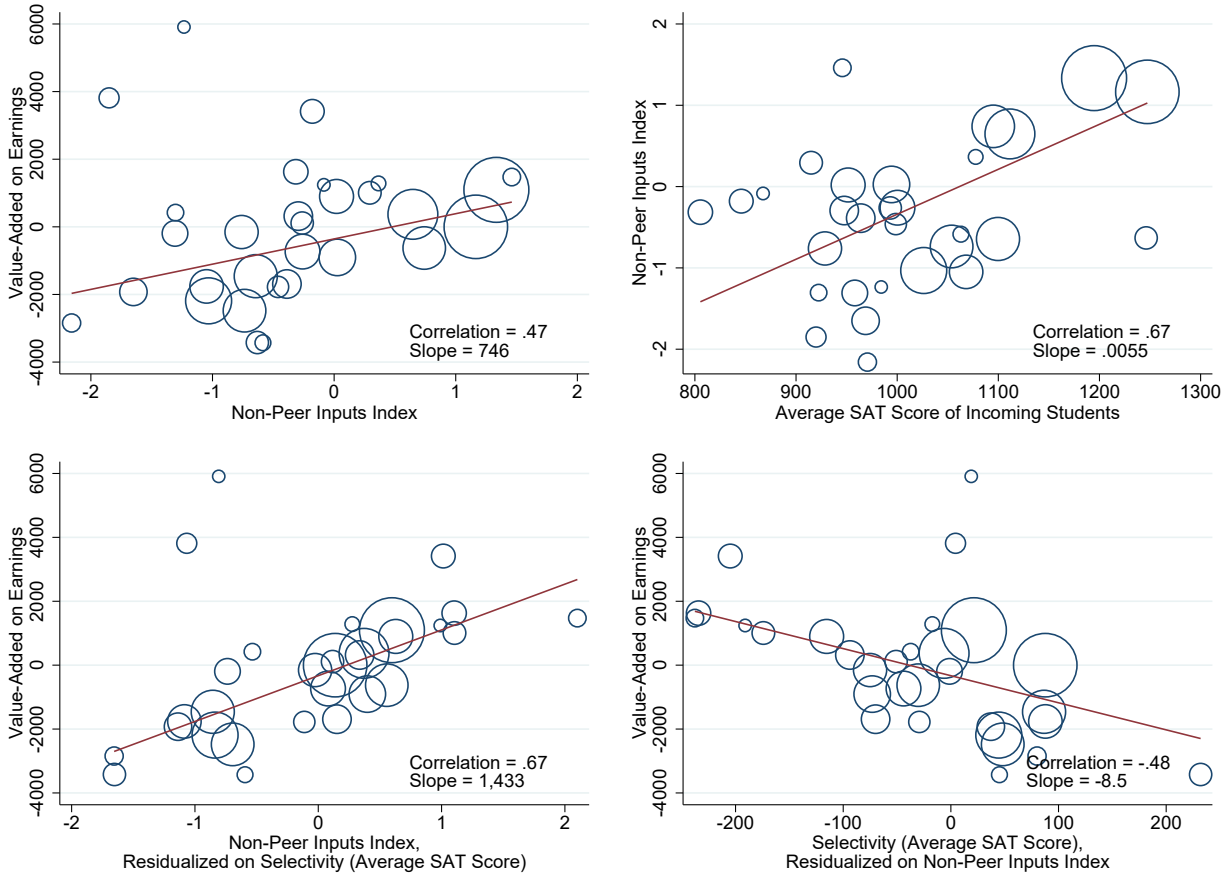 6000
4000
2000
0
-2000
-4000
Value-Added on Earnings
Correlation = .47
Slope = 746
-2
-1
0
1
2
Non-Peer Inputs Index
2
1
0
-1
-2
Non-Peer Inputs Index
Correlation = .67
Slope = .0055
800
900
1000
1100
1200
1300
Average SAT Score of Incoming Students
6000
4000
2000
0
-2000
-4000
Value-Added on Earnings
Correlation = .67
Slope = 1,433
-2
-1
0
1
2
Non-Peer Inputs Index,
Residualized on Selectivity (Average SAT Score)
6000
4000
2000
0
-2000
-4000
Value-Added on Earnings
Correlation = -.48
Slope = -8.5
-200
-100
0
100
200
Selectivity (Average SAT Score),
Residualized on Non-Peer Inputs Index